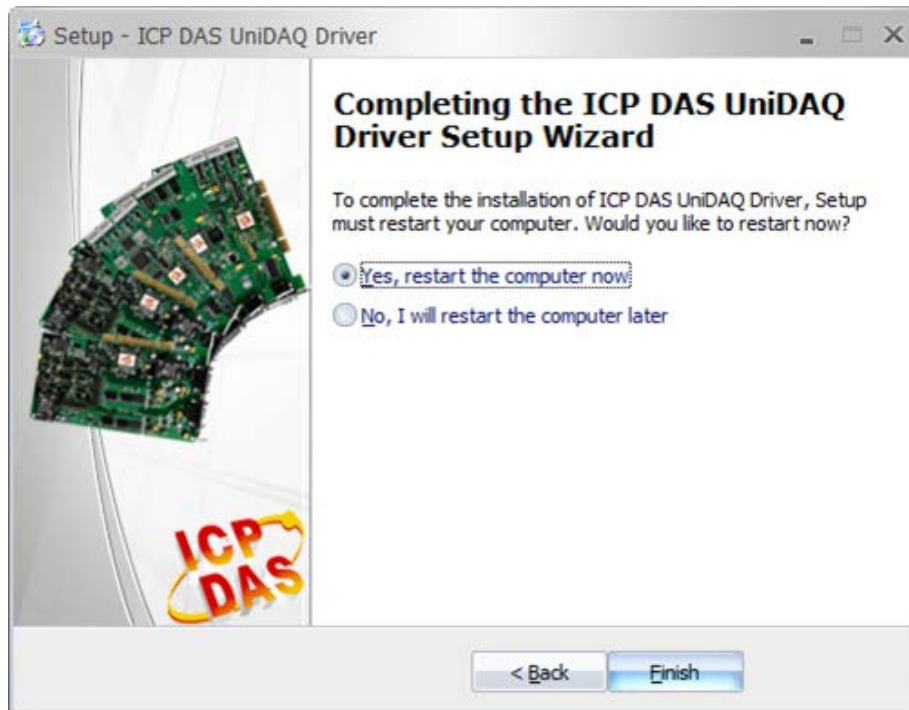 Setup - ICP DAS UniDAQ Driver
Completing the ICP DAS UniDAQ
Driver Setup Wizard
To complete the installation of ICP DAS UniDAQ Driver, Setup
must restart your computer. Would you like to restart now?
Yes, restart the computer now
No, I will restart the computer later
ICP
DAS
< Back
Finish